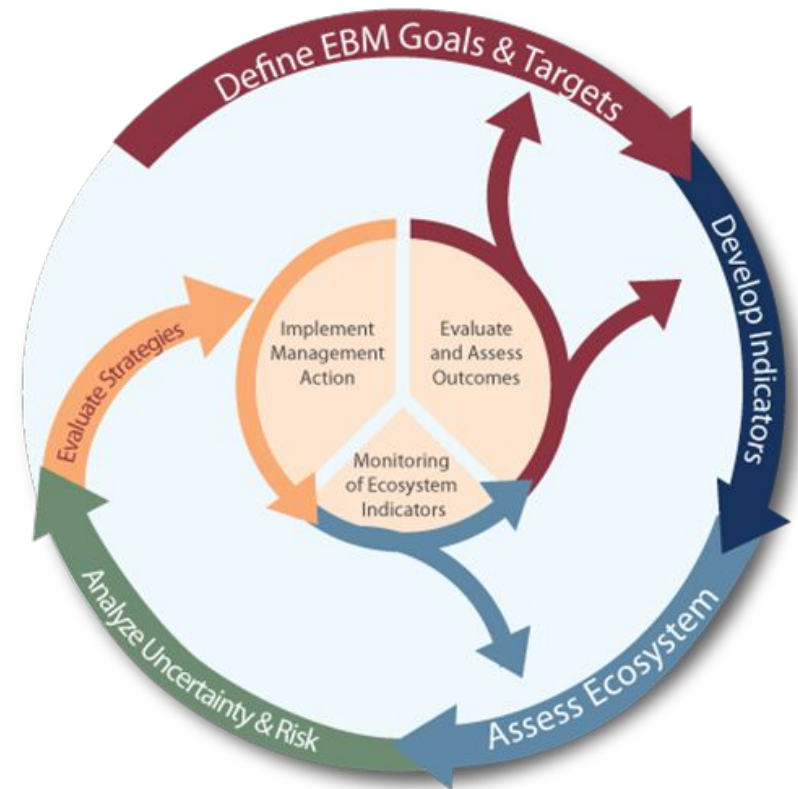 Define EBM Goals & Targets
Develop Indicators
Assess Ecosystem
Analyze Uncertainty & Risk
Evaluate Strategies
Implement
Management
Action
Evaluate
and Assess
Outcomes
Monitoring
of Ecosystem
Indicators